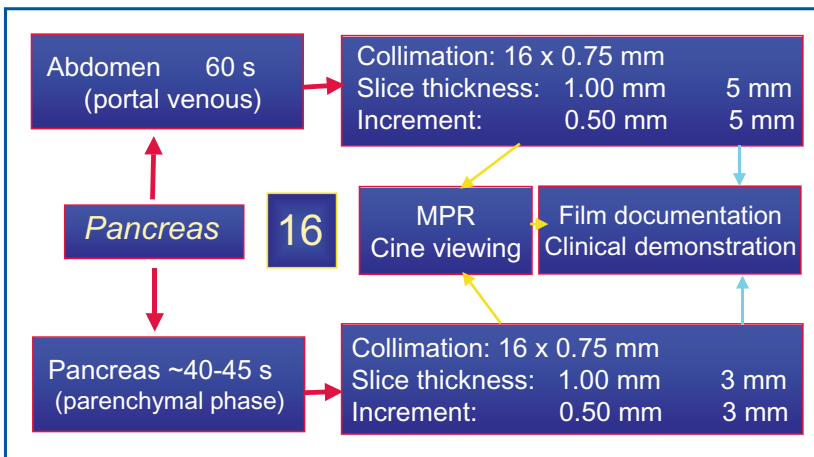 Abdomen 60 s
(portal venous)
Collimation: 16 x 0.75 mm
Slice thickness: 1.00 mm 5 mm
Increment: 0.50 mm 5 mm
Pancreas
16
MPR
Cine viewing
Film documentation
Clinical demonstration
Pancreas ~40-45 s
(parenchymal phase)
Collimation: 16 x 0.75 mm
Slice thickness: 1.00 mm 3 mm
Increment: 0.50 mm 3 mm